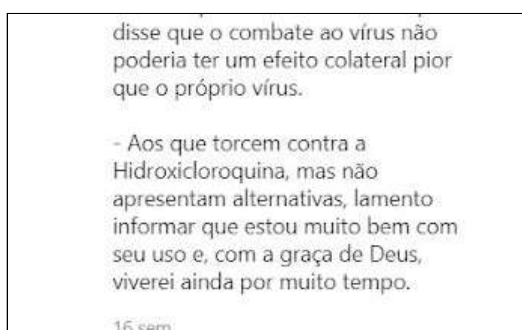 disse que o combate ao vírus não
poderia ter um efeito colateral pior
que o próprio vírus.
- Aos que torcem contra a
Hidroxicloroquina, mas não
apresentam alternativas, lamento
informar que estou muito bem com
seu uso e, com a graça de Deus,
viverei ainda por muito tempo.
16 sem